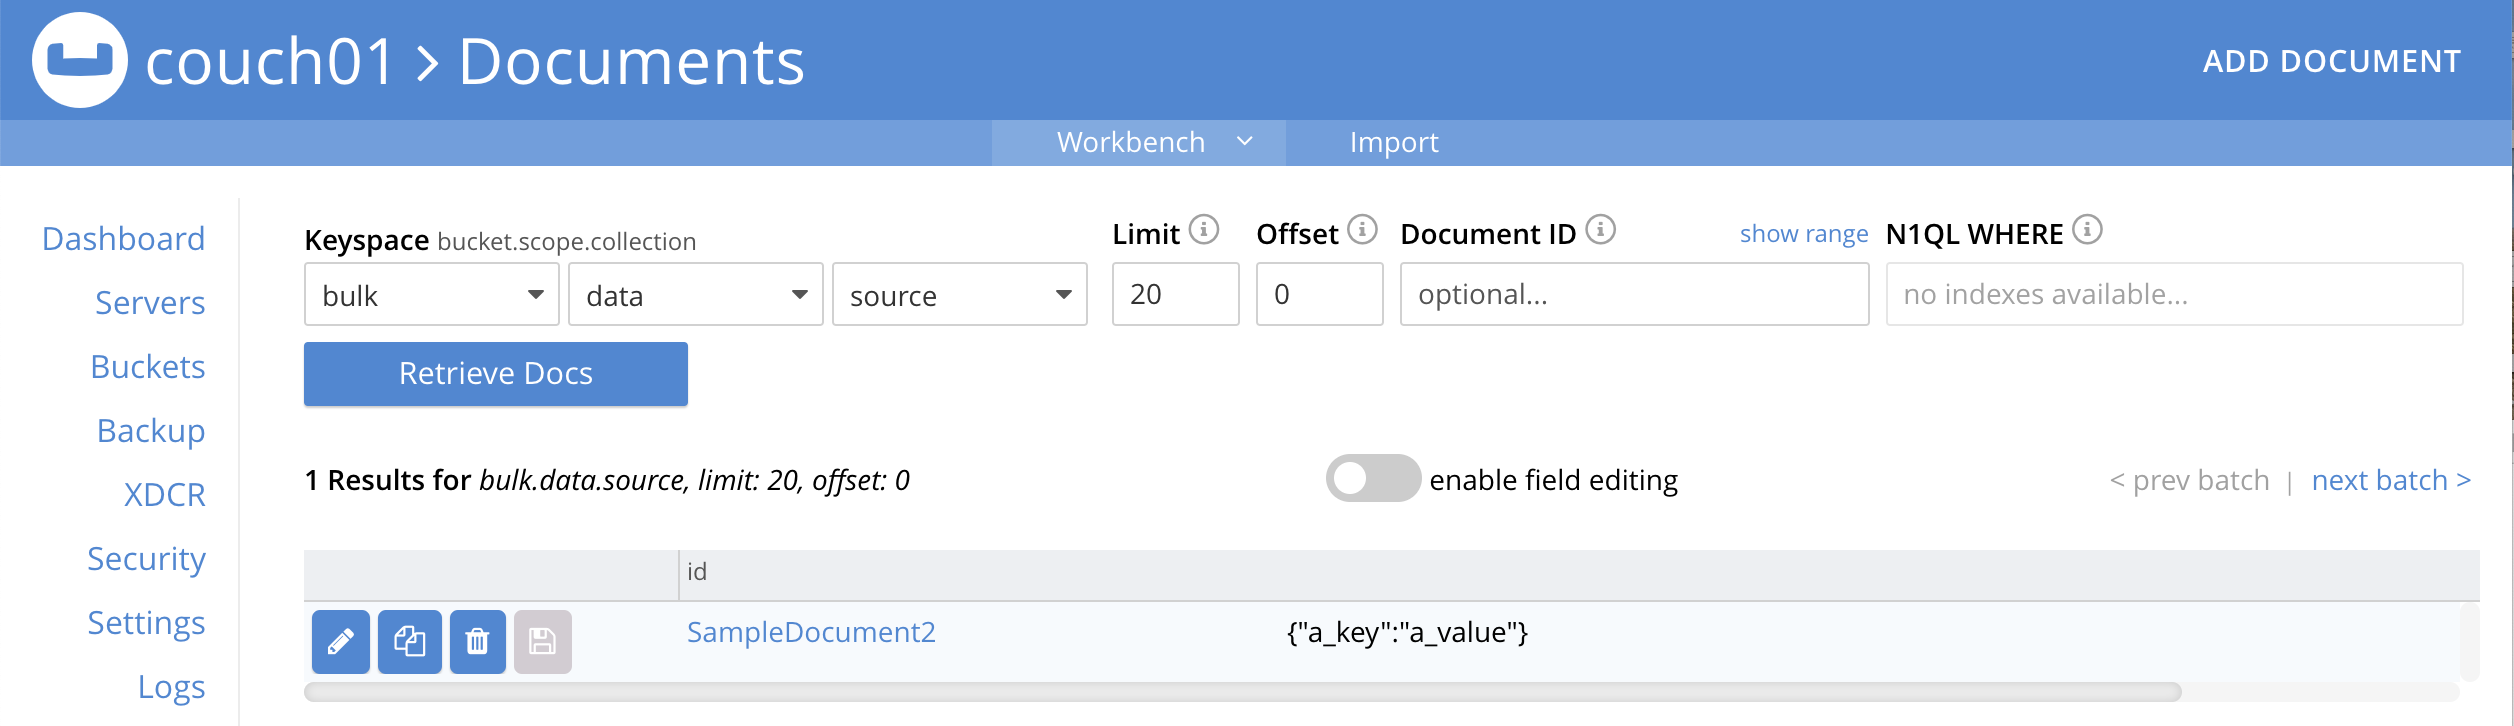 couch01 > Documents
ADD DOCUMENT
Workbench
Import
Dashboard
Servers
Buckets
Backup
XDCR
Security
Settings
Logs
Keyspace bucket.scope.collection
Limit
Offset
Document ID
show range
N1QL WHERE
bulk
data
source
20
0
optional...
no indexes available...
Retrieve Docs
1 Results for bulk.data.source, limit: 20, offset: 0
enable field editing
< prev batch | next batch >
id
SampleDocument2
{"a_key":"a_value"}